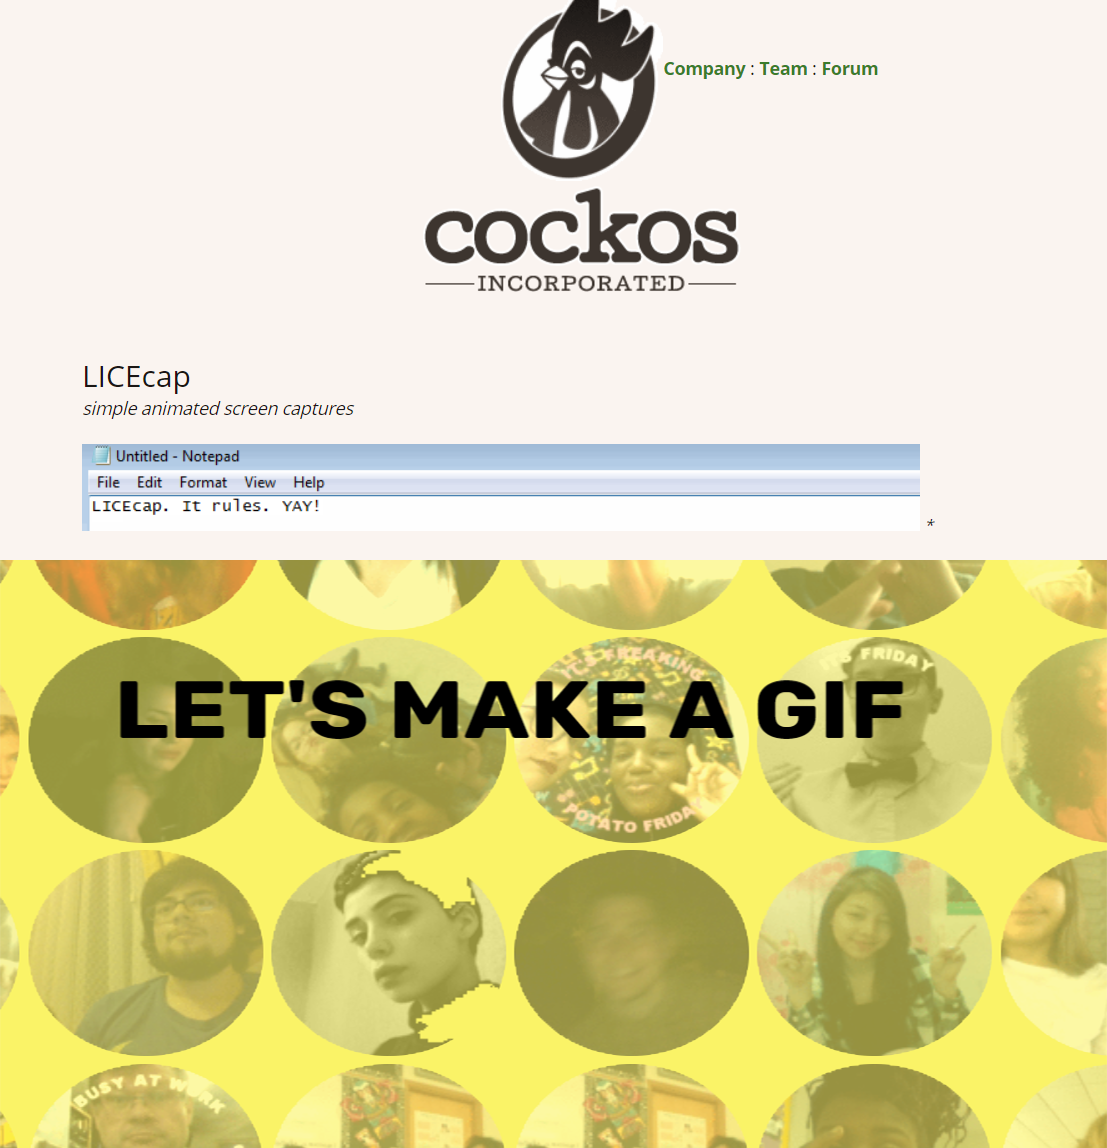 Company : Team : Forum
cockos
INCORPORATED
LICEcap
simple animated screen captures
Untitled - Notepad
File Edit Format View Help
LICEcap. It rules. YAY!
*
LET'S MAKE A GIF
IT'S FREAKING
POTATO FRIDA
IT'S FRIDAY
BUSY AT WORK